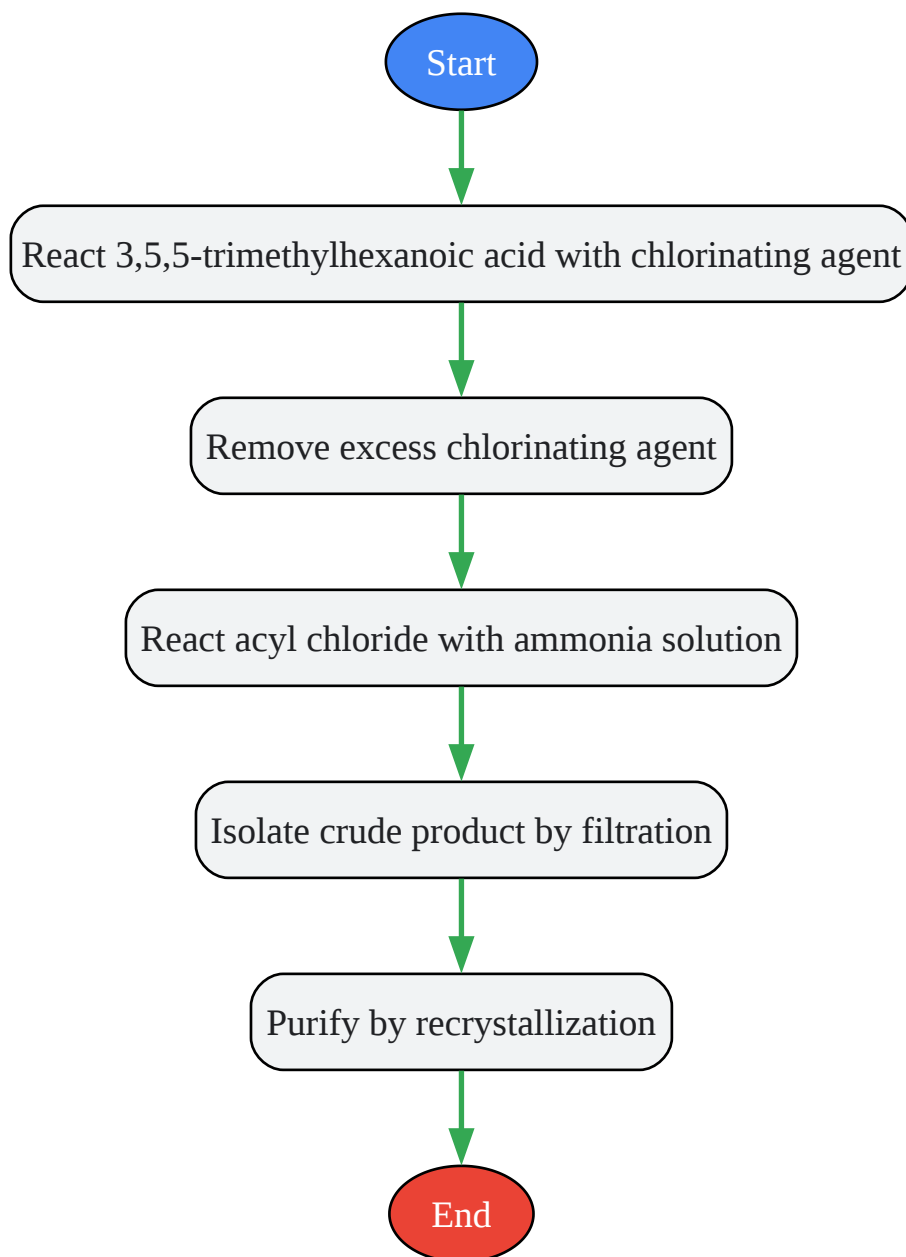 Start
React 3,5,5-trimethylhexanoic acid with chlorinating agent
Remove excess chlorinating agent
React acyl chloride with ammonia solution
Isolate crude product by filtration
Purify by recrystallization
End